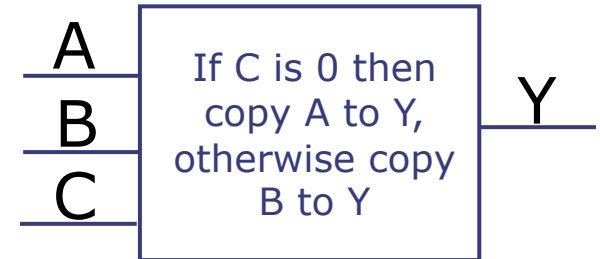 A
B
C
If C is 0 then
copy A to Y,
otherwise copy
B to Y
Y